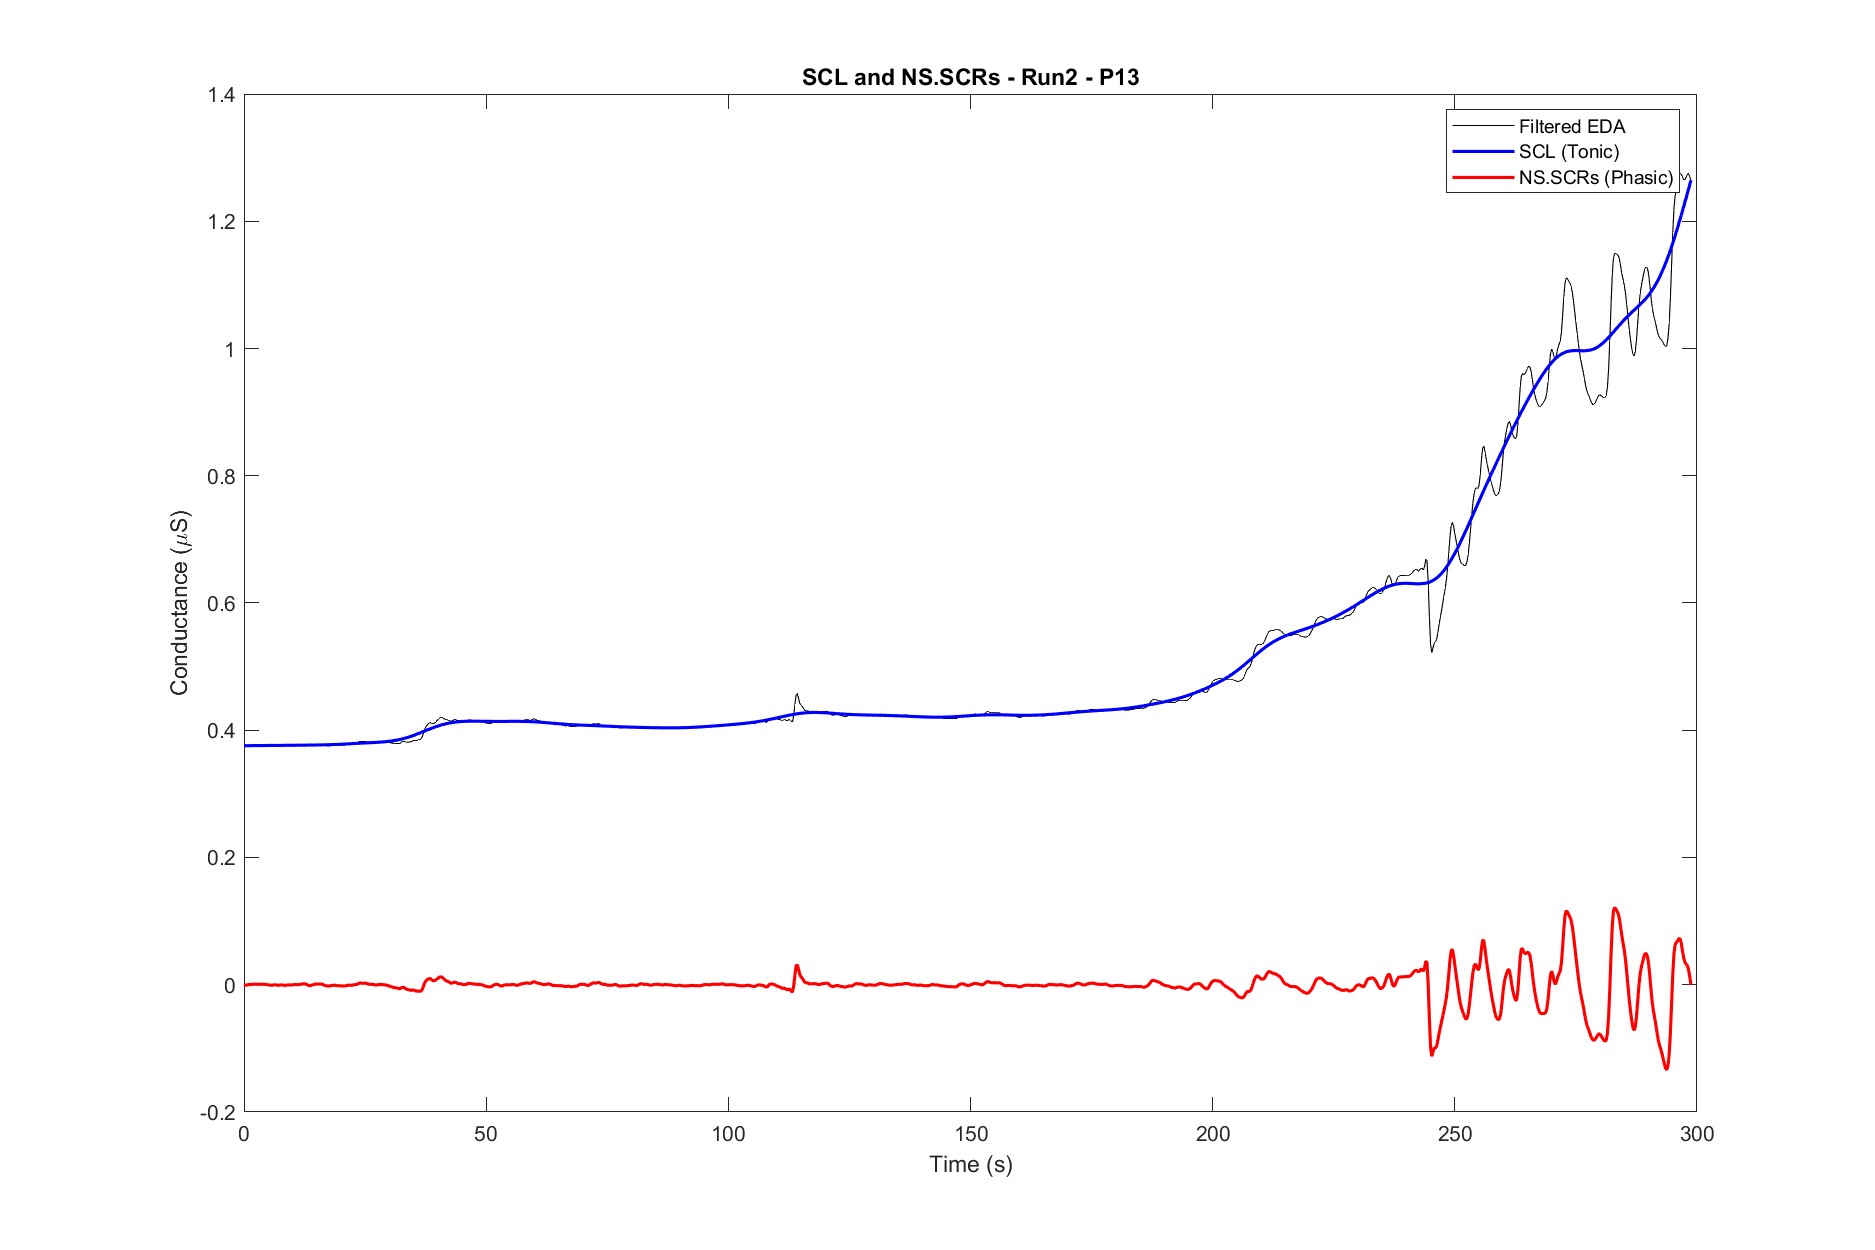 SCL and NS.SCRs - Run2 - P13
1.4
1.2
1
0.8
0.6
0.4
0.2
0
-0.2
Conductance (μS)
Filtered EDA
SCL (Tonic)
NS.SCRs (Phasic)
0 50 100 150 200 250 300
Time (s)